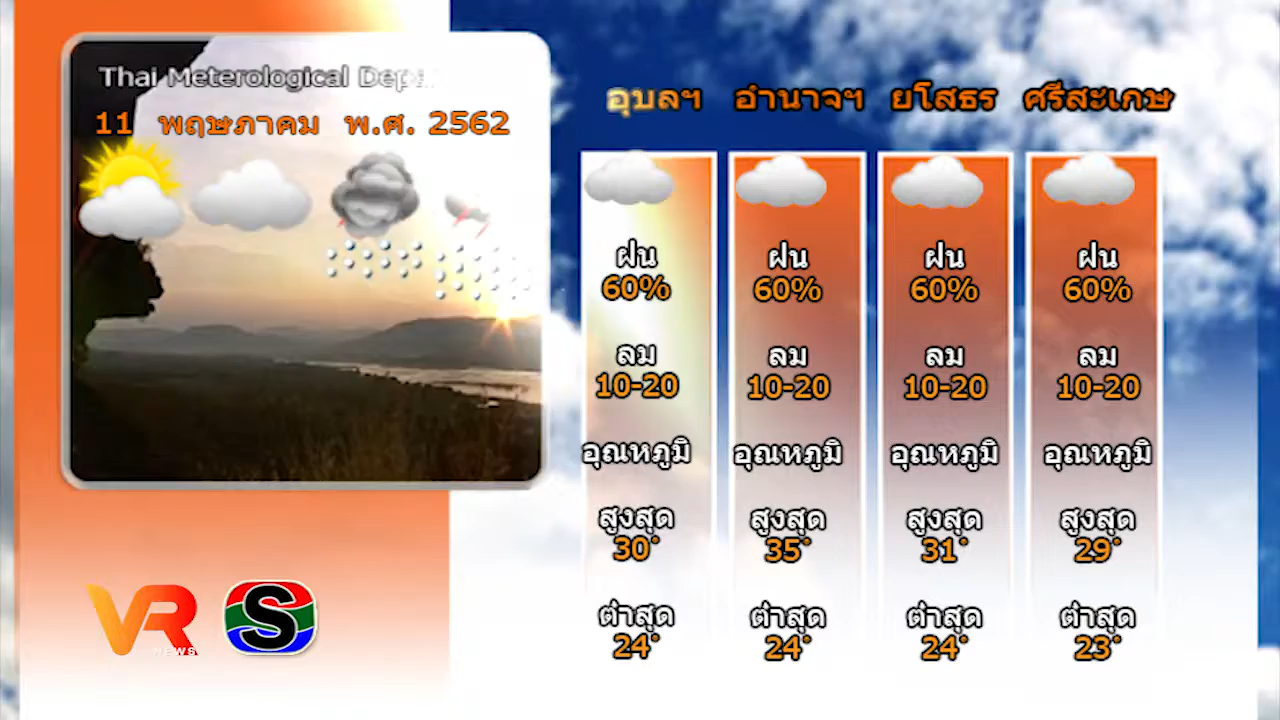 Thai Meterological Depa
11 พฤษภาคม พ.ศ. 2562
อุบลฯ อำนาจฯ ยโสธร ศรีสะเกษ
ฝน ฝน ฝน ฝน
60% 60% 60% 60%
ลม ลม ลม ลม
10-20 10-20 10-20 10-20
อุณหภูมิ อุณหภูมิ อุณหภูมิ อุณหภูมิ
สูงสุด สูงสุด สูงสุด สูงสุด
30° 35° 31° 29°
ต่ำสุด ต่ำสุด ต่ำสุด ต่ำสุด
24° 24° 24° 23°
VR S
NEWS